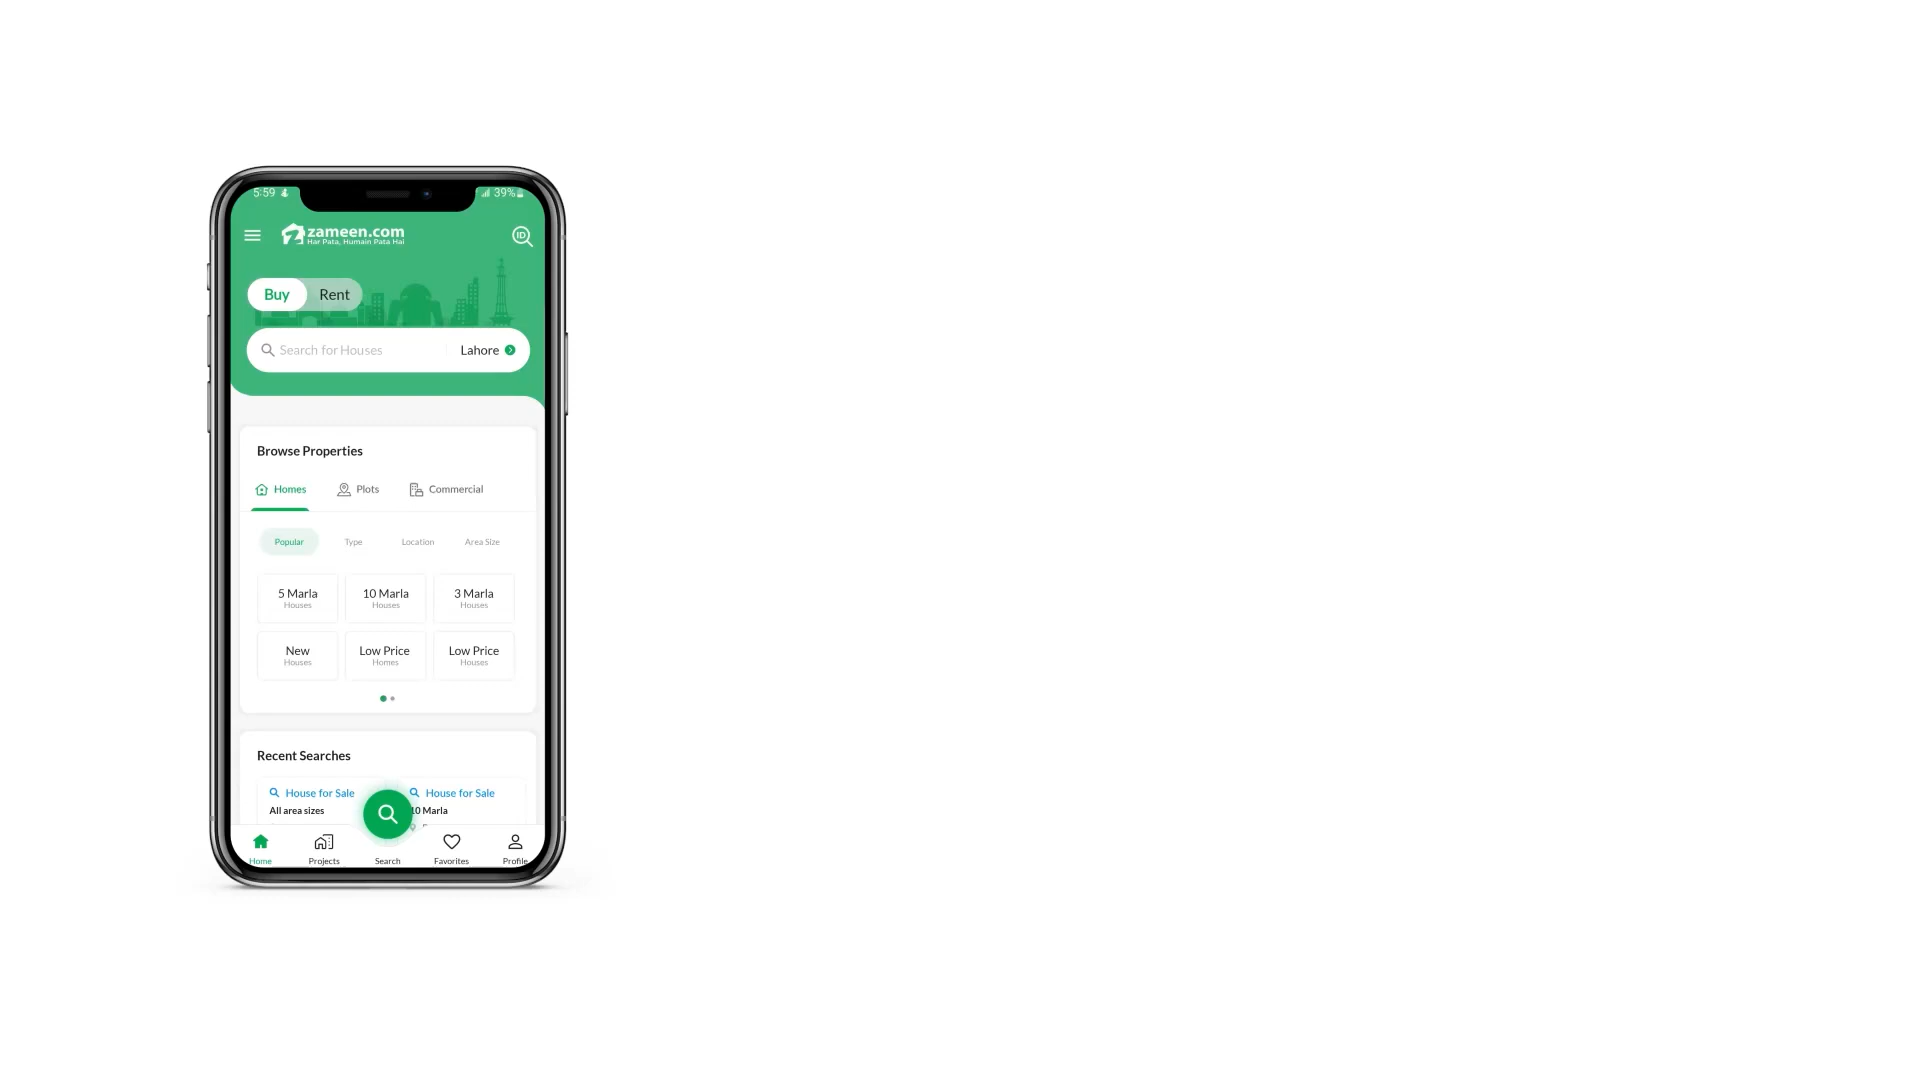 5:59
39%
zameen.com
Har Pata, Humain Pata Hai
ID
Buy Rent
Search for Houses Lahore
Browse Properties
Homes Plots Commercial
Popular Type Location Area Size
5 Marla 10 Marla 3 Marla
Houses Houses Houses
New Low Price Low Price
Houses Homes Houses
Recent Searches
House for Sale House for Sale
All area sizes 10 Marla
Home Projects Search Favorites Profile